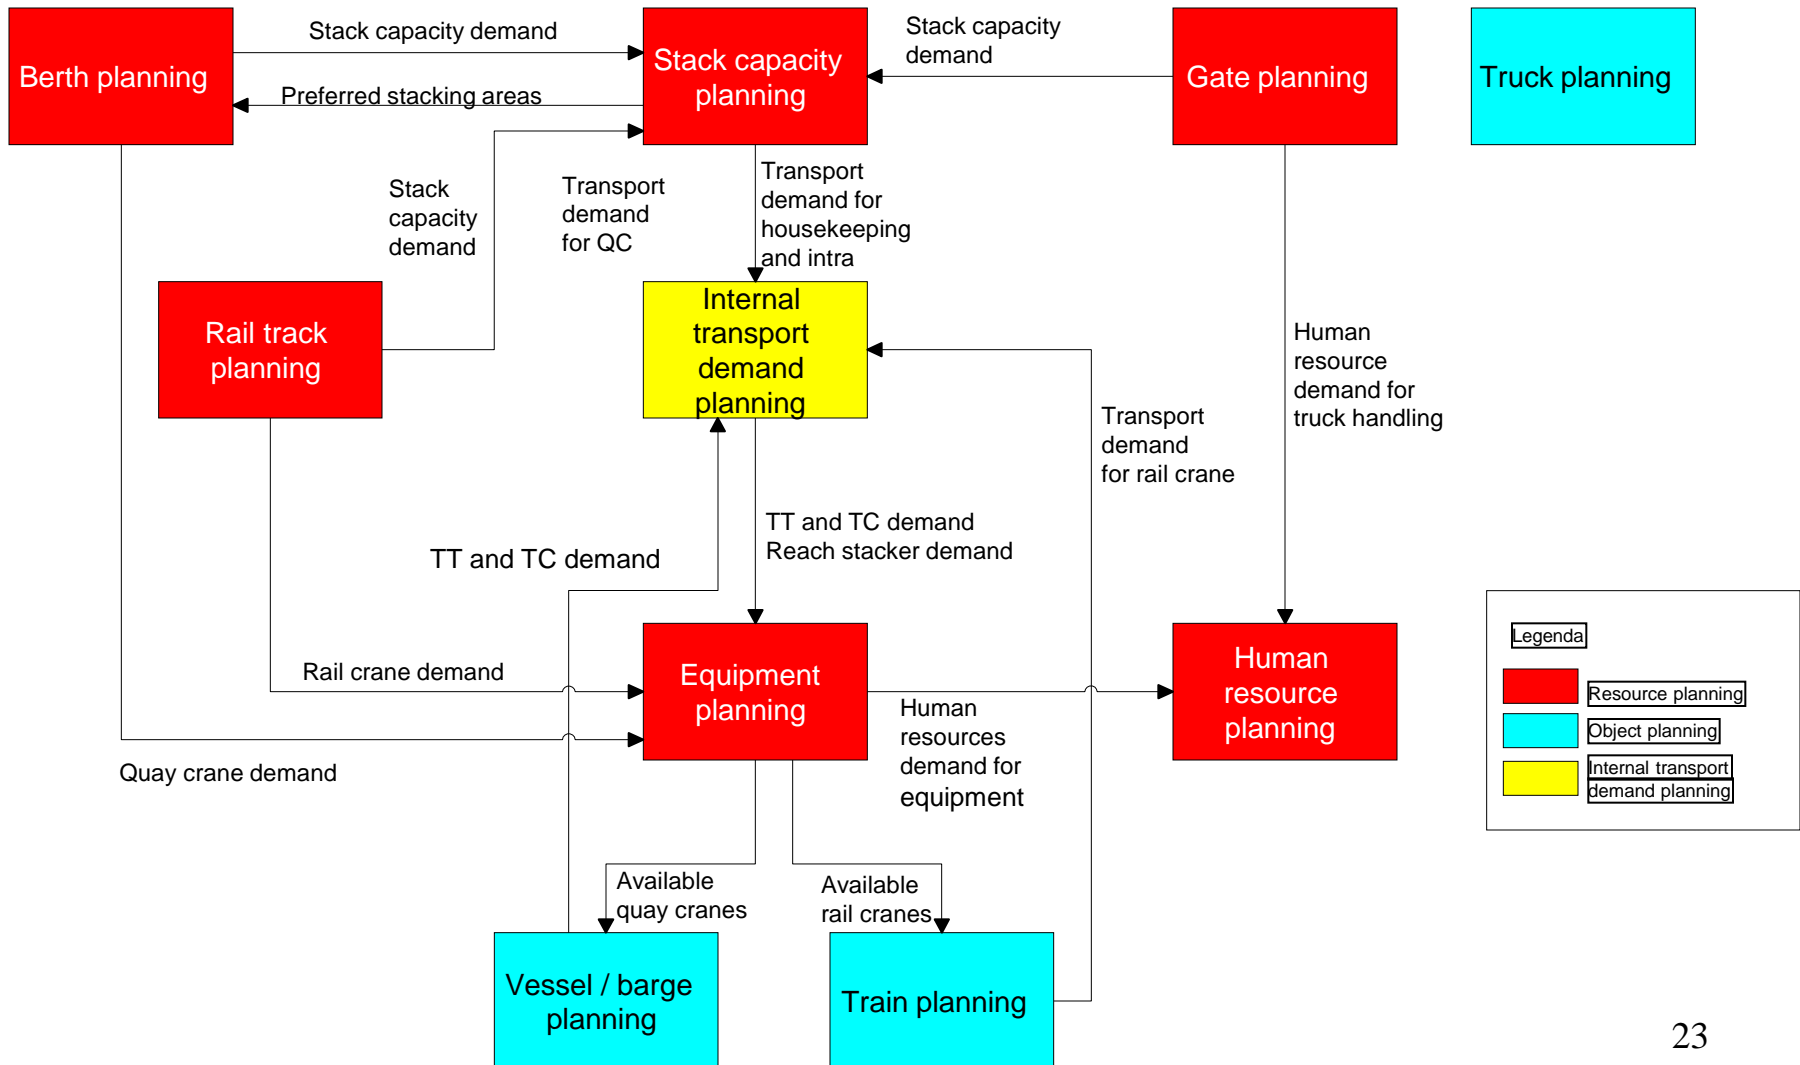 Berth planning
Stack capacity demand
Preferred stacking areas
Stack capacity
planning
Stack capacity
demand
Gate planning
Truck planning
Stack
capacity
demand
Transport
demand
for QC
Transport
demand for
housekeeping
and intra
Rail track
planning
Internal
transport
demand
planning
Human
resource
demand for
truck handling
Transport
demand
for rail crane
TT and TC demand
TT and TC demand
Reach stacker demand
Rail crane demand
Quay crane demand
Equipment
planning
Human
resources
demand for
equipment
Human
resource
planning
Available
quay cranes
Available
rail cranes
Vessel / barge
planning
Train planning
Legenda
Resource planning
Object planning
Internal transport
demand planning
23